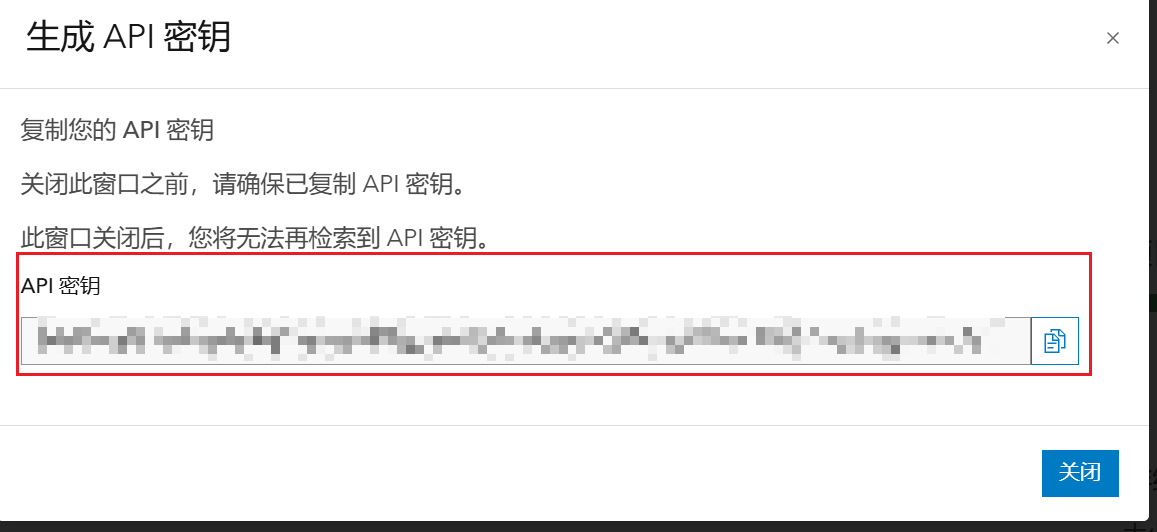 生成 API 密钥
复制您的 API 密钥
关闭此窗口之前，请确保已复制 API 密钥。
此窗口关闭后，您将无法再检索到 API 密钥。
API 密钥
关闭